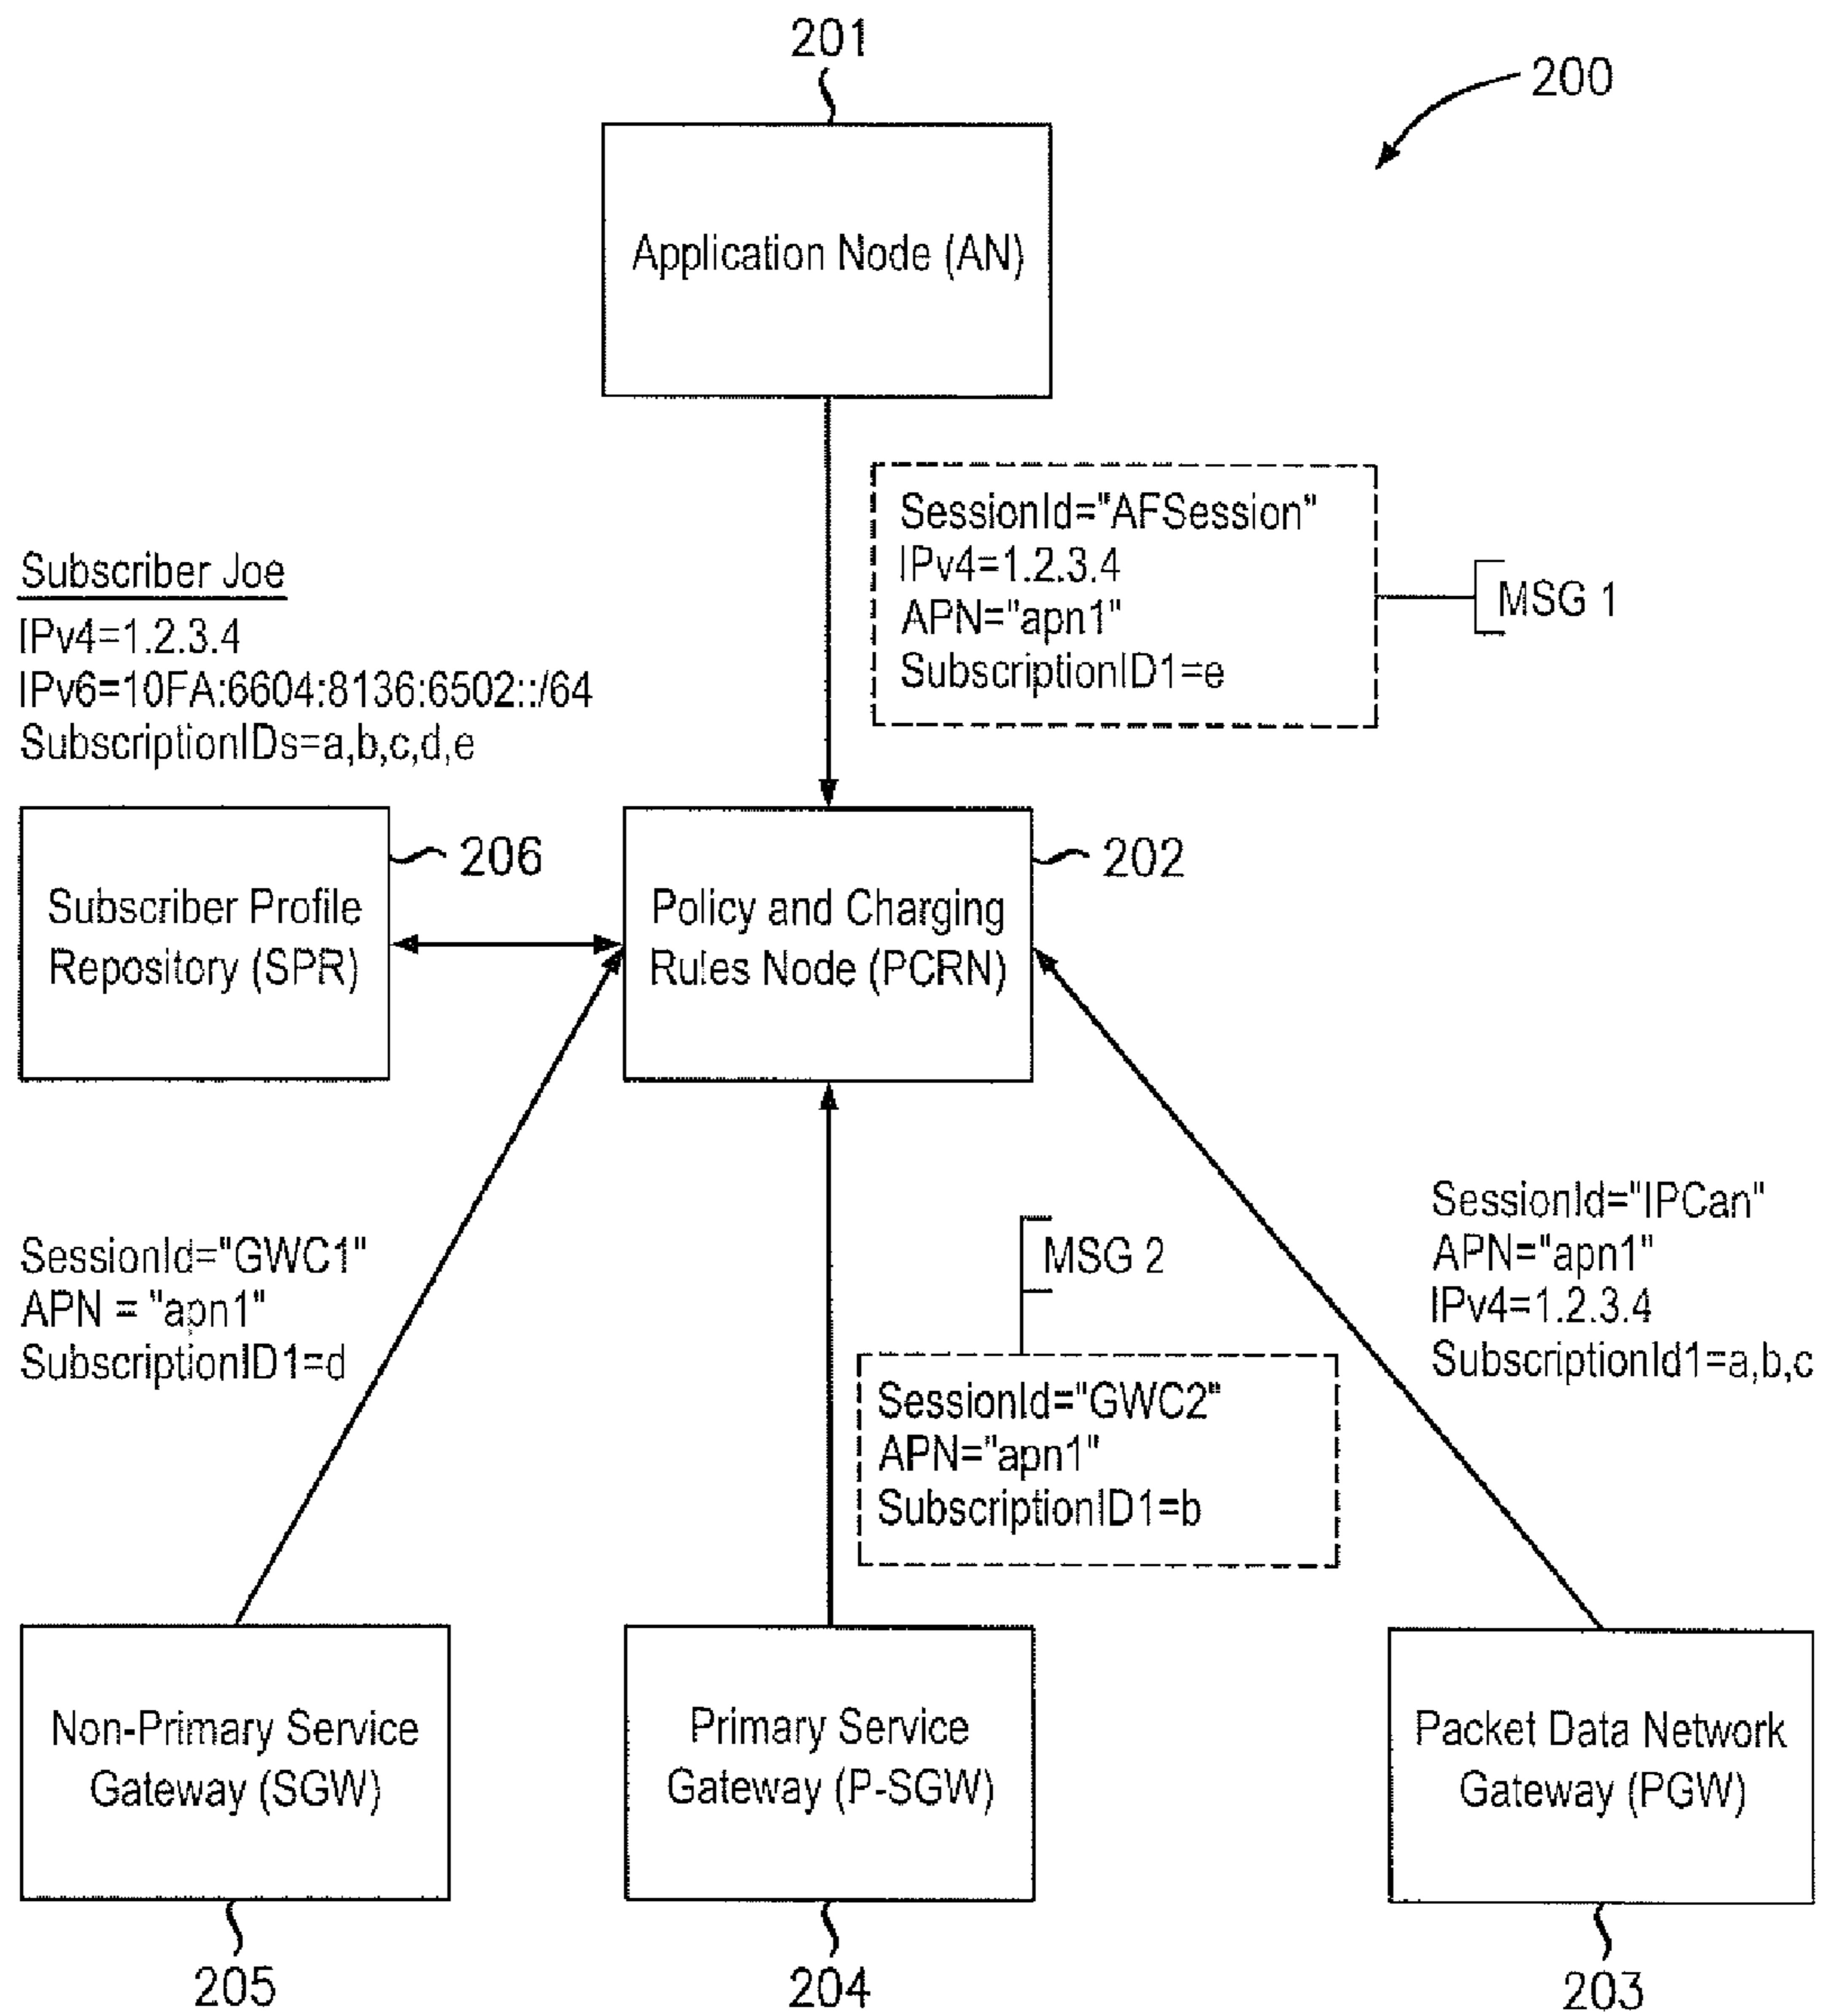 201
200
Application Node (AN)
SessionId="AFSession"
IPv4=1.2.3.4
APN="apn1"
SubscriptionID1=e
MSG 1
Subscriber Joe
IPv4=1.2.3.4
IPv6=10FA:6604:8136:6502::/64
SubscriptionIDs=a,b,c,d,e
206
Subscriber Profile
Repository (SPR)
202
Policy and Charging
Rules Node (PCRN)
SessionId="GWC1"
APN = "apn1"
SubscriptionID1=d
MSG 2
SessionId="GWC2"
APN="apn1"
SubscriptionID1=b
SessionId="IPCan"
APN="apn1"
IPv4=1.2.3.4
SubscriptionId1=a,b,c
Non-Primary Service
Gateway (SGW)
Primary Service
Gateway (P-SGW)
Packet Data Network
Gateway (PGW)
205
204
203